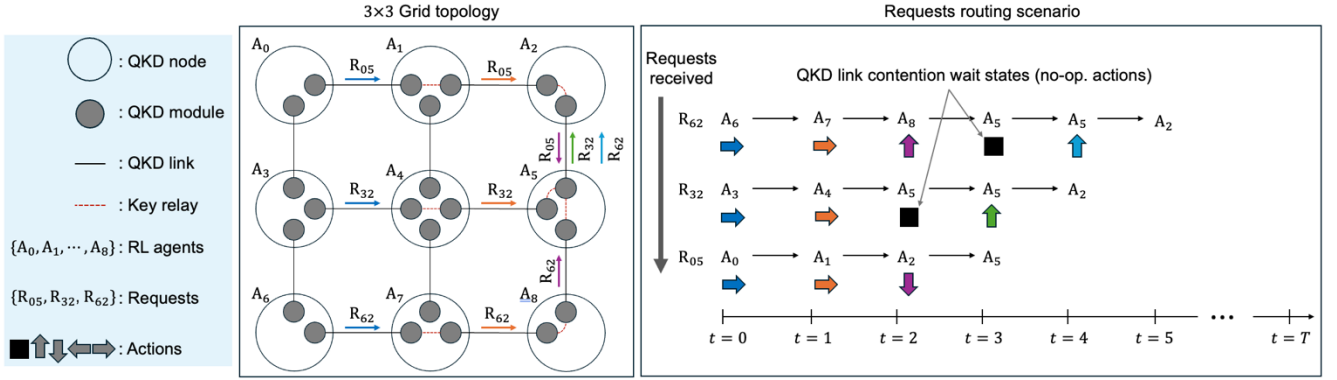 : QKD node
: QKD module
: QKD link
: Key relay
{A₀, A₁, ⋯, A₈}: RL agents
{R₀₅, R₃₂, R₆₂}: Requests
: Actions
3×3 Grid topology
A₀ A₁ A₂
R₀₅ R₀₅
R₀₅ R₃₂ R₆₂
A₃ A₄ A₅
R₃₂ R₃₂
R₆₂
A₆ A₇ A₈
R₆₂ R₆₂
Requests routing scenario
Requests
received
QKD link contention wait states (no-op. actions)
R₆₂ A₆ A₇ A₈ A₅ A₅ A₂
R₃₂ A₃ A₄ A₅ A₅ A₂
R₀₅ A₀ A₁ A₂ A₅
t = 0 t = 1 t = 2 t = 3 t = 4 t = 5 ••• t = T